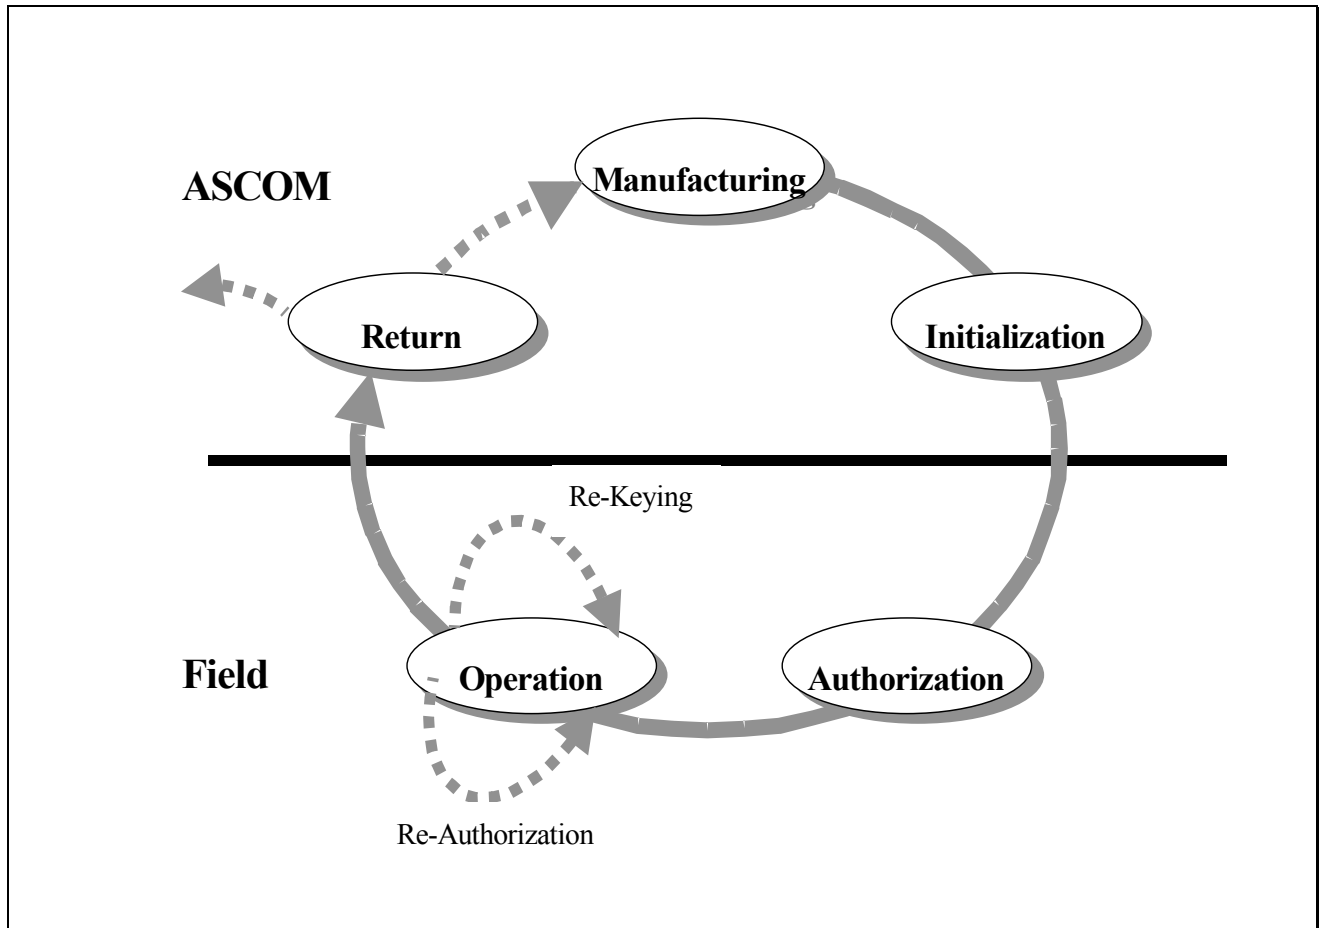 Manufacturing
ASCOM
Return
Initialization
Re-Keying
Field
Operation
Authorization
Re-Authorization